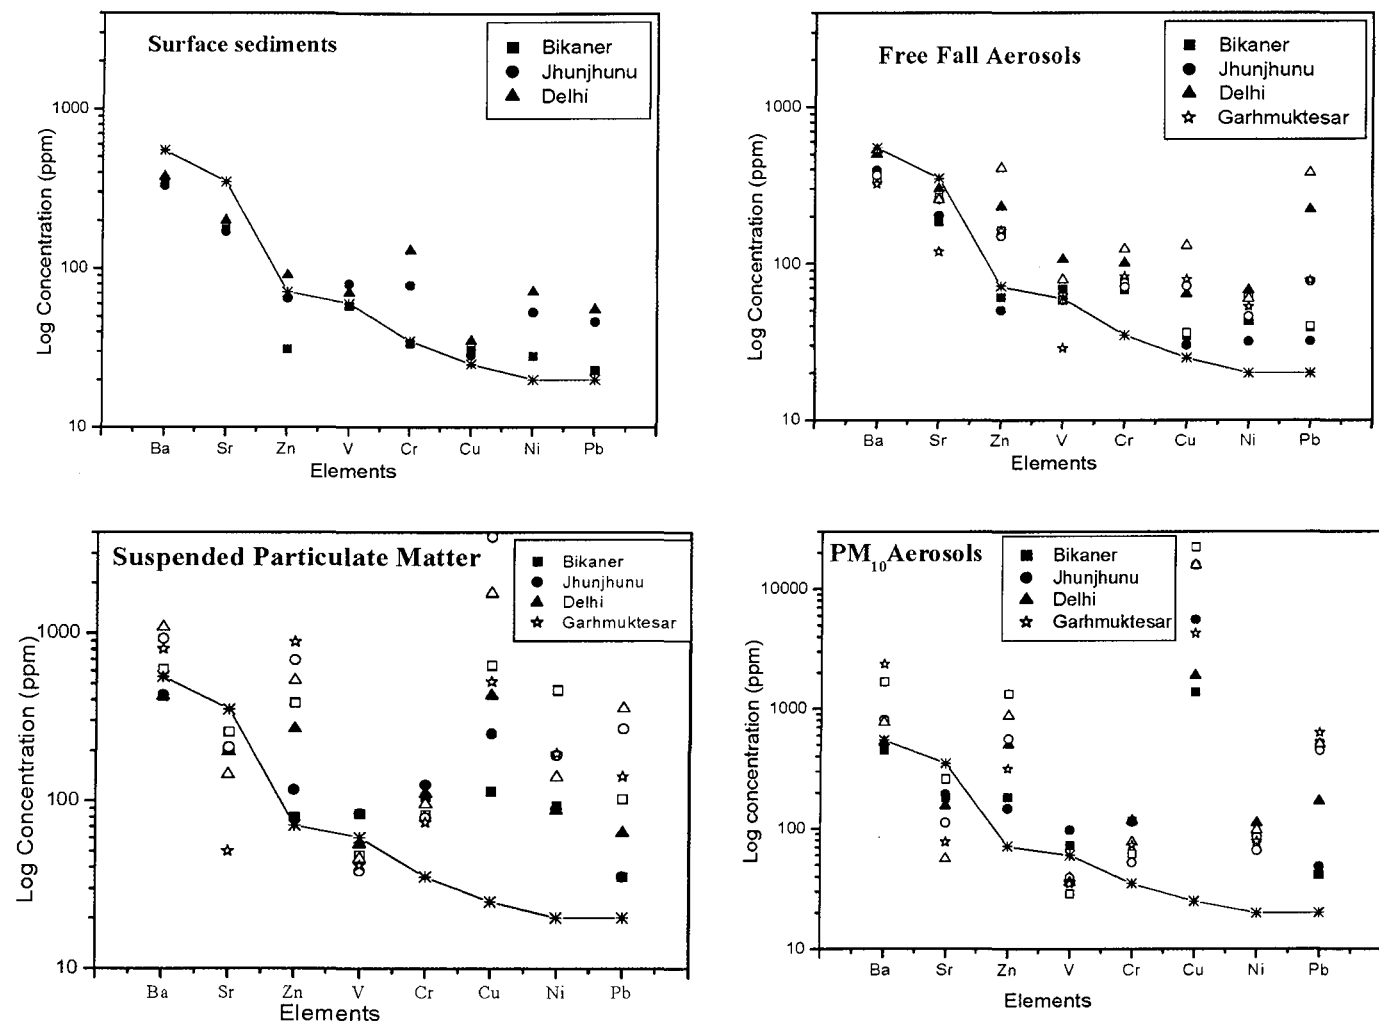 Surface sediments
Bikaner
Jhunjhunu
Delhi
1000
100
10
Log Concentration (ppm)
Ba Sr Zn V Cr Cu Ni Pb
Elements
Free Fall Aerosols
Bikaner
Jhunjhunu
Delhi
Garhmuktesar
1000
100
10
Log Concentration (ppm)
Ba Sr Zn V Cr Cu Ni Pb
Elements
Suspended Particulate Matter
Bikaner
Jhunjhunu
Delhi
Garhmuktesar
1000
100
10
Log Concentration (ppm)
Ba Sr Zn V Cr Cu Ni Pb
Elements
PM10 Aerosols
Bikaner
Jhunjhunu
Delhi
Garhmuktesar
10000
1000
100
10
Log concentration (ppm)
Ba Sr Zn V Cr Cu Ni Pb
Elements